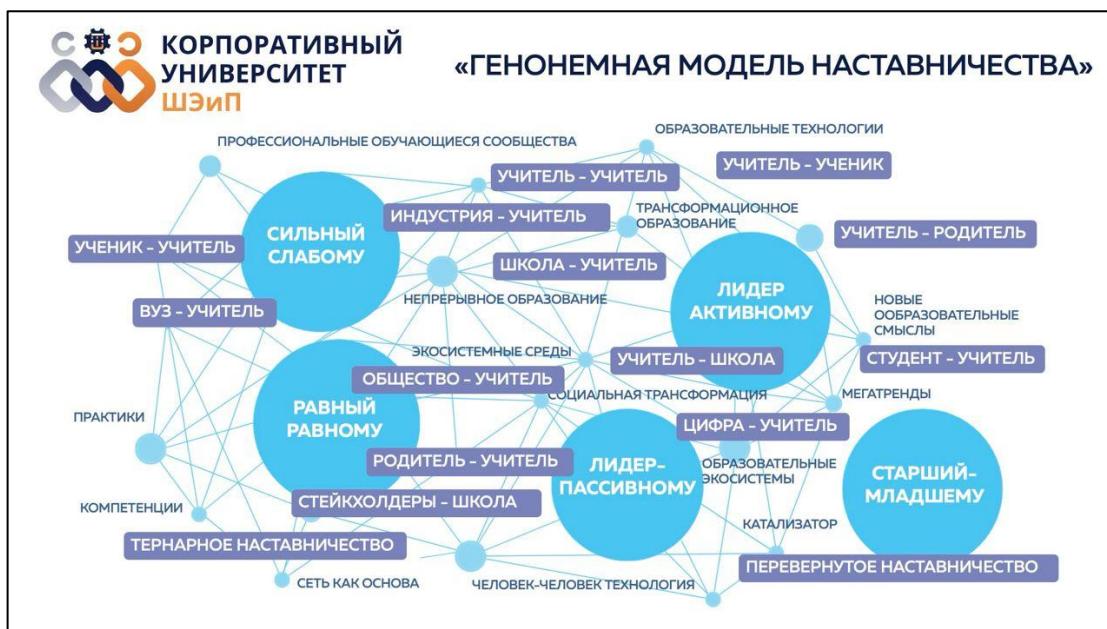 КОРПОРАТИВНЫЙ
УНИВЕРСИТЕТ
ШЭиП
«ГЕНОНЕМНАЯ МОДЕЛЬ НАСТАВНИЧЕСТВА»
ПРОФЕССИОНАЛЬНЫЕ ОБУЧАЮЩИЕСЯ СООБЩЕСТВА
ОБРАЗОВАТЕЛЬНЫЕ ТЕХНОЛОГИИ
УЧИТЕЛЬ – УЧЕНИК
УЧИТЕЛЬ – УЧИТЕЛЬ
ИНДУСТРИЯ – УЧИТЕЛЬ
ТРАНСФОРМАЦИОННОЕ
ОБРАЗОВАНИЕ
УЧИТЕЛЬ – РОДИТЕЛЬ
СИЛЬНЫЙ
СЛАБОМУ
УЧЕНИК – УЧИТЕЛЬ
ШКОЛА – УЧИТЕЛЬ
НЕПРЕРЫВНОЕ ОБРАЗОВАНИЕ
ЛИДЕР
АКТИВНОМУ
ВУЗ – УЧИТЕЛЬ
НОВЫЕ
ООБРАЗОВАТЕЛЬНЫЕ
СМЫСЛЫ
ЭКОСИСТЕМНЫЕ СРЕДЫ
УЧИТЕЛЬ – ШКОЛА
СТУДЕНТ – УЧИТЕЛЬ
ОБЩЕСТВО – УЧИТЕЛЬ
СОЦИАЛЬНАЯ ТРАНСФОРМАЦИЯ
МЕГАТРЕНДЫ
РАВНЫЙ
РАВНОМУ
ПРАКТИКИ
ЦИФРА – УЧИТЕЛЬ
РОДИТЕЛЬ – УЧИТЕЛЬ
ЛИДЕР-
ПАССИВНОМУ
ОБРАЗОВАТЕЛЬНЫЕ
ЭКОСИСТЕМЫ
СТАРШИЙ-
МЛАДШЕМУ
СТЕЙКХОЛДЕРЫ – ШКОЛА
КОМПЕТЕНЦИИ
КАТАЛИЗАТОР
ТЕРНАРНОЕ НАСТАВНИЧЕСТВО
ПЕРЕВЕРНУТОЕ НАСТАВНИЧЕСТВО
СЕТЬ КАК ОСНОВА
ЧЕЛОВЕК-ЧЕЛОВЕК ТЕХНОЛОГИЯ